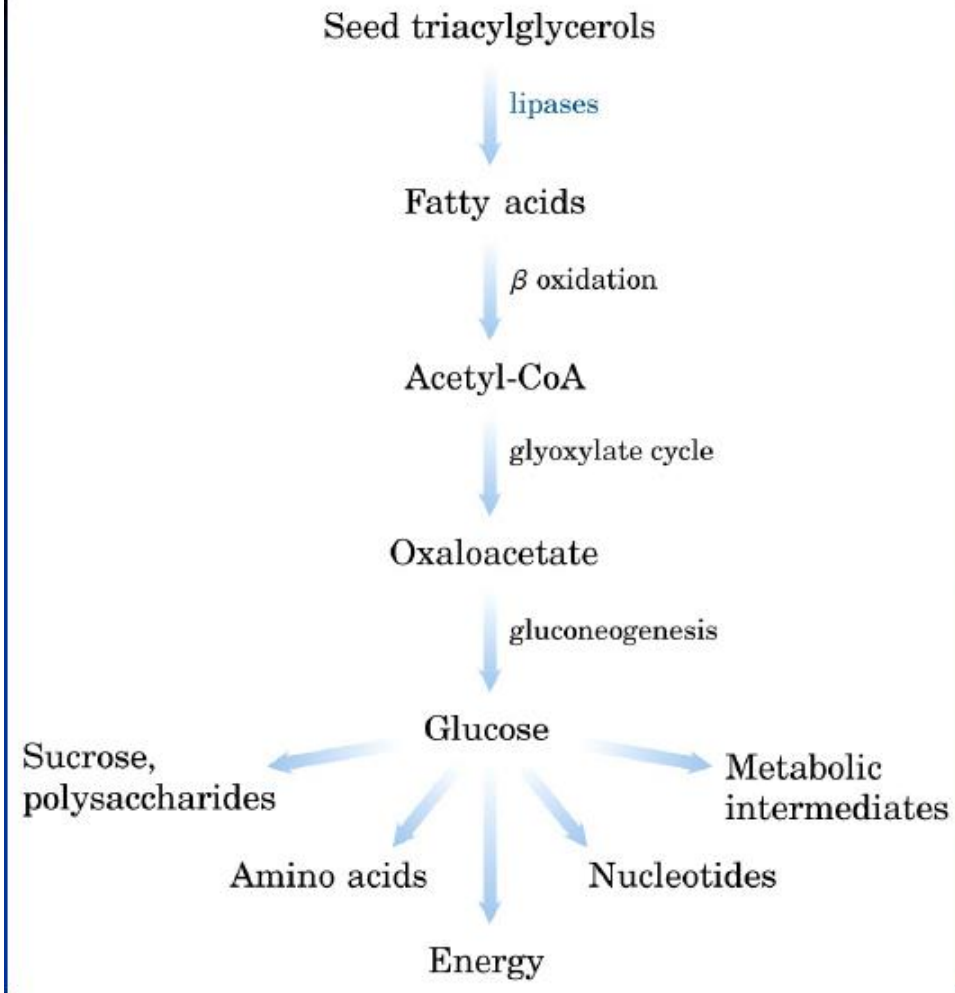 Seed triacylglycerols
lipases
Fatty acids
β oxidation
Acetyl-CoA
glyoxylate cycle
Oxaloacetate
gluconeogenesis
Glucose
Sucrose,
polysaccharides
Metabolic
intermediates
Amino acids
Nucleotides
Energy